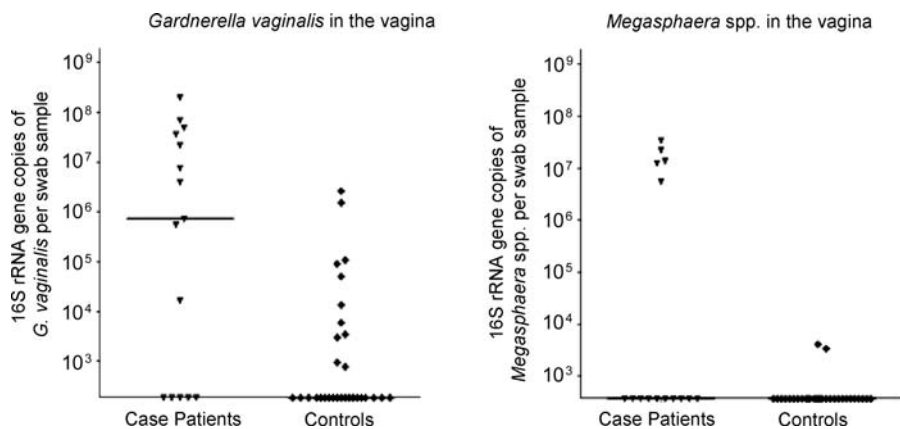 Gardnerella vaginalis in the vagina
16S rRNA gene copies of
G. vaginalis per swab sample
10⁹
10⁸
10⁷
10⁶
10⁵
10⁴
10³
Case Patients
Controls
Megasphaera spp. in the vagina
16S rRNA gene copies of
Megasphaera spp. per swab sample
10⁹
10⁸
10⁷
10⁶
10⁵
10⁴
10³
Case Patients
Controls